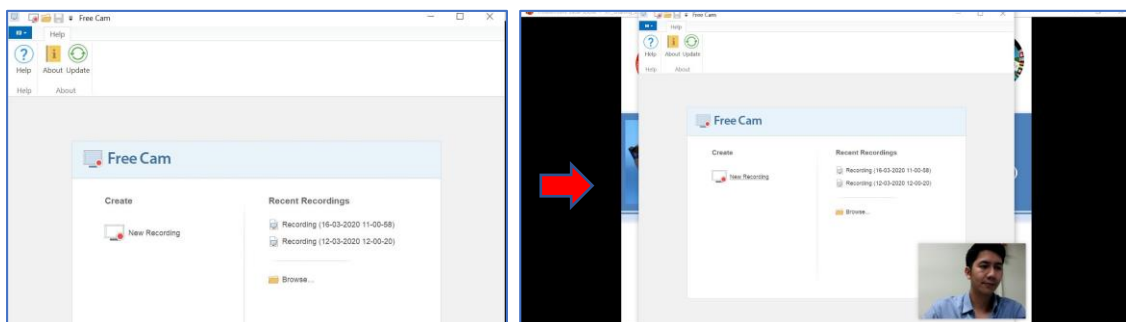 Free Cam
Help
Help
About Update
Help
About
Free Cam
Create
New Recording
Recent Recordings
Recording (16-03-2020 11-00-58)
Recording (12-03-2020 12-00-20)
Browse...
Free Cam
Help
Help
About Update
Help
About
Free Cam
Create
New Recording
Recent Recordings
Recording (16-03-2020 11-00-58)
Recording (12-03-2020 12-00-20)
Browse...